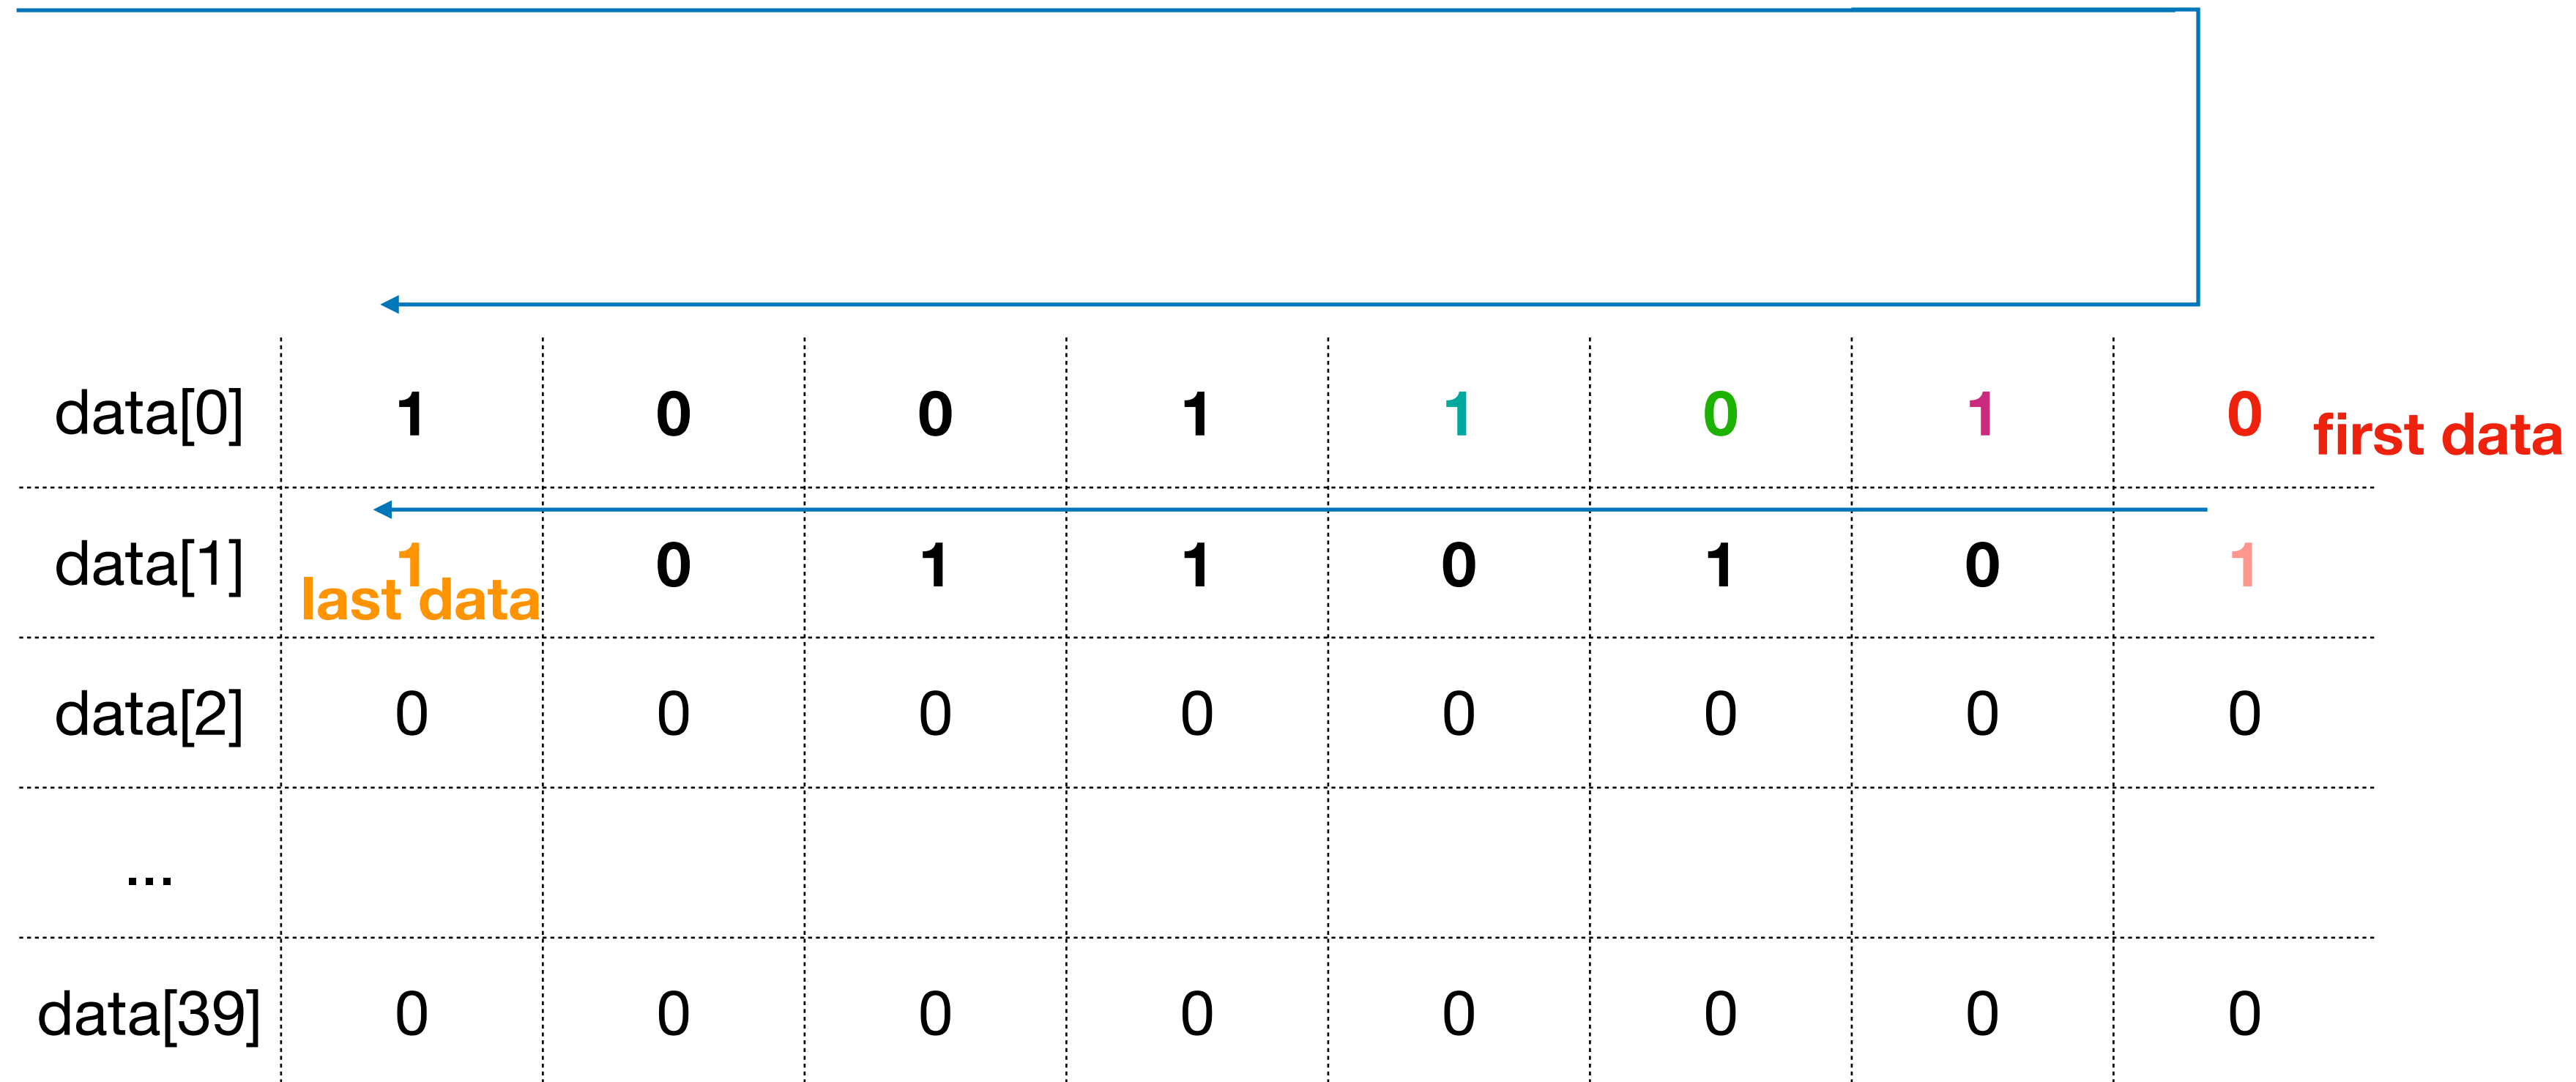 data[0] 1 0 0 1 1 0 1 0 first data
data[1] 1 0 1 1 0 1 0 1
last data
data[2] 0 0 0 0 0 0 0 0
...
data[39] 0 0 0 0 0 0 0 0